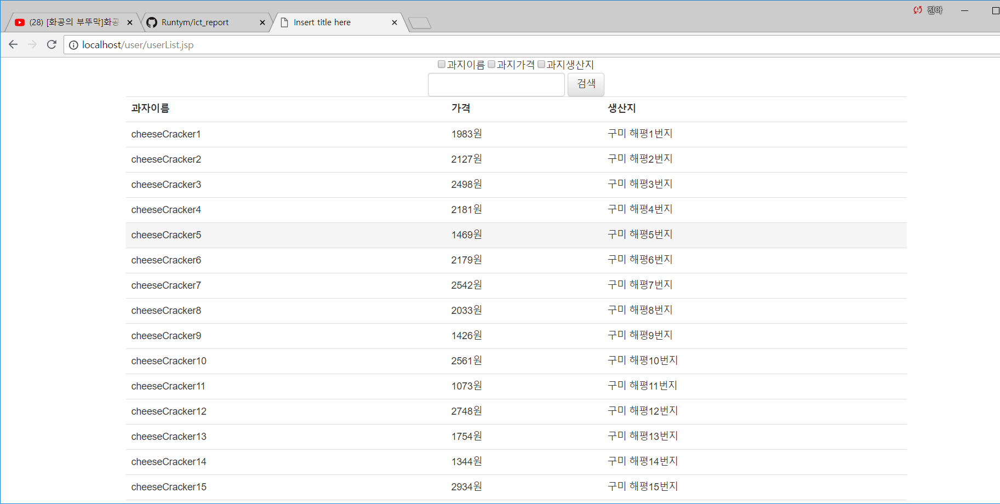 진아
(28) [화공의 부뚜막]화공
Runtym/ict_report
Insert title here
localhost/user/userList.jsp
과지이름 과지가격 과지생산지
검색
과자이름 가격 생산지
cheeseCracker1 1983원 구미 해평1번지
cheeseCracker2 2127원 구미 해평2번지
cheeseCracker3 2498원 구미 해평3번지
cheeseCracker4 2181원 구미 해평4번지
cheeseCracker5 1469원 구미 해평5번지
cheeseCracker6 2179원 구미 해평6번지
cheeseCracker7 2542원 구미 해평7번지
cheeseCracker8 2033원 구미 해평8번지
cheeseCracker9 1426원 구미 해평9번지
cheeseCracker10 2561원 구미 해평10번지
cheeseCracker11 1073원 구미 해평11번지
cheeseCracker12 2748원 구미 해평12번지
cheeseCracker13 1754원 구미 해평13번지
cheeseCracker14 1344원 구미 해평14번지
cheeseCracker15 2934원 구미 해평15번지